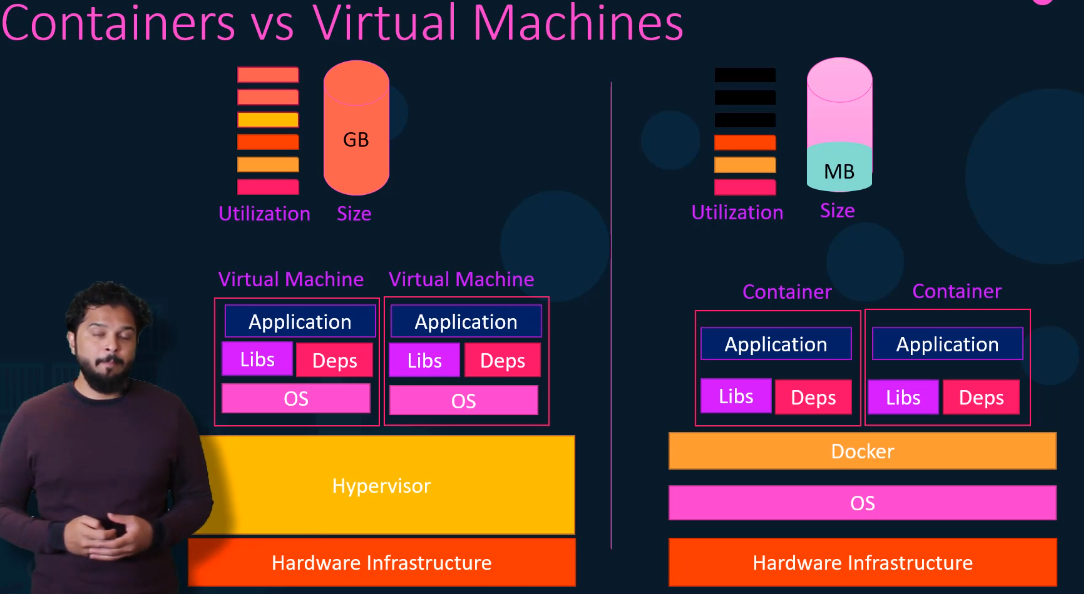 Containers vs Virtual Machines
GB
Utilization
Size
MB
Utilization
Size
Virtual Machine
Virtual Machine
Application
Libs
Deps
OS
Application
Libs
Deps
OS
Hypervisor
Hardware Infrastructure
Container
Container
Application
Libs
Deps
Application
Libs
Deps
Docker
OS
Hardware Infrastructure